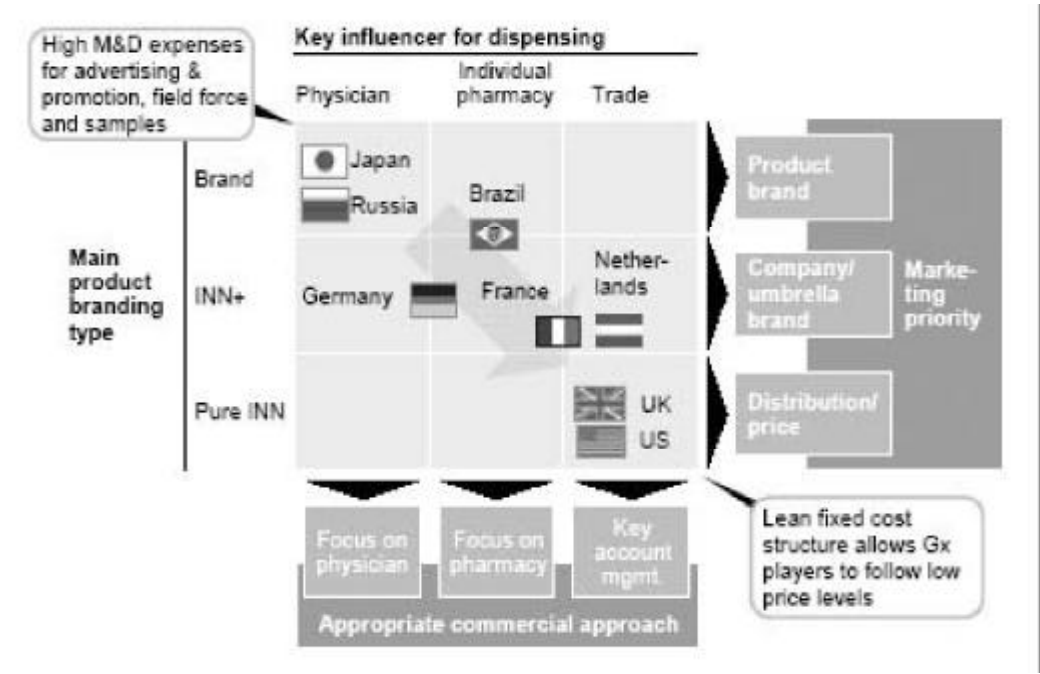 High M&D expenses
for advertising &
promotion, field force
and samples
Key influencer for dispensing
Physician
Individual
pharmacy
Trade
Main
product
branding
type
Brand
Japan
Russia
Brazil
Product
brand
INN+
Germany
France
Nether-
lands
Company/
umbrella
brand
Marke-
ting
priority
Pure INN
UK
US
Distribution/
price
Focus on
physician
Focus on
pharmacy
Key
account
mgmt.
Appropriate commercial approach
Lean fixed cost
structure allows Gx
players to follow low
price levels